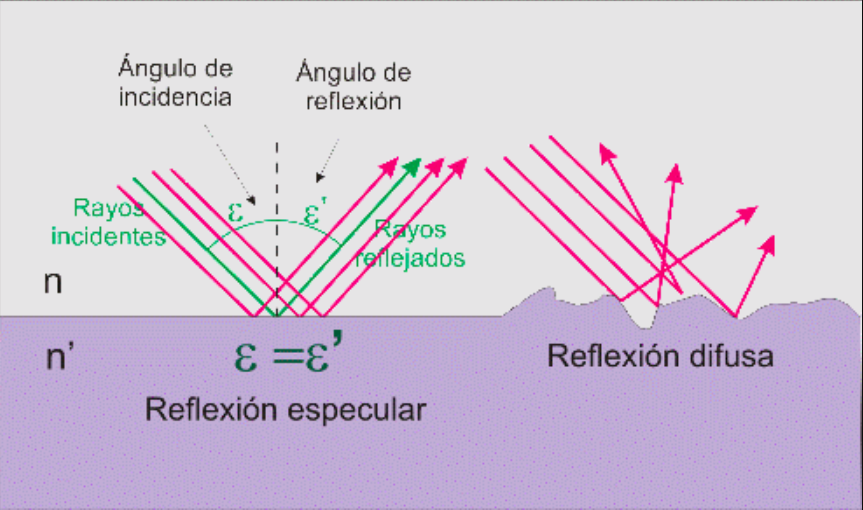 Ángulo de
incidencia
Ángulo de
reflexión
ε
ε'
Rayos
incidentes
Rayos
reflejados
n
n’
ε =ε’
Reflexión especular
Reflexión difusa